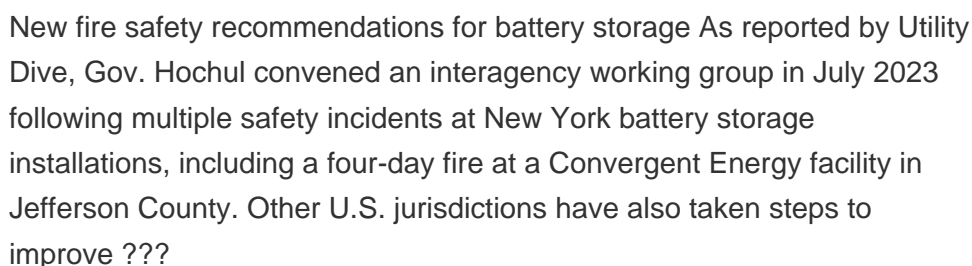 New fire safety recommendations for battery storage As reported by Utility
Dive, Gov. Hochul convened an interagency working group in July 2023
following multiple safety incidents at New York battery storage
installations, including a four-day fire at a Convergent Energy facility in
Jefferson County. Other U.S. jurisdictions have also taken steps to
improve ???